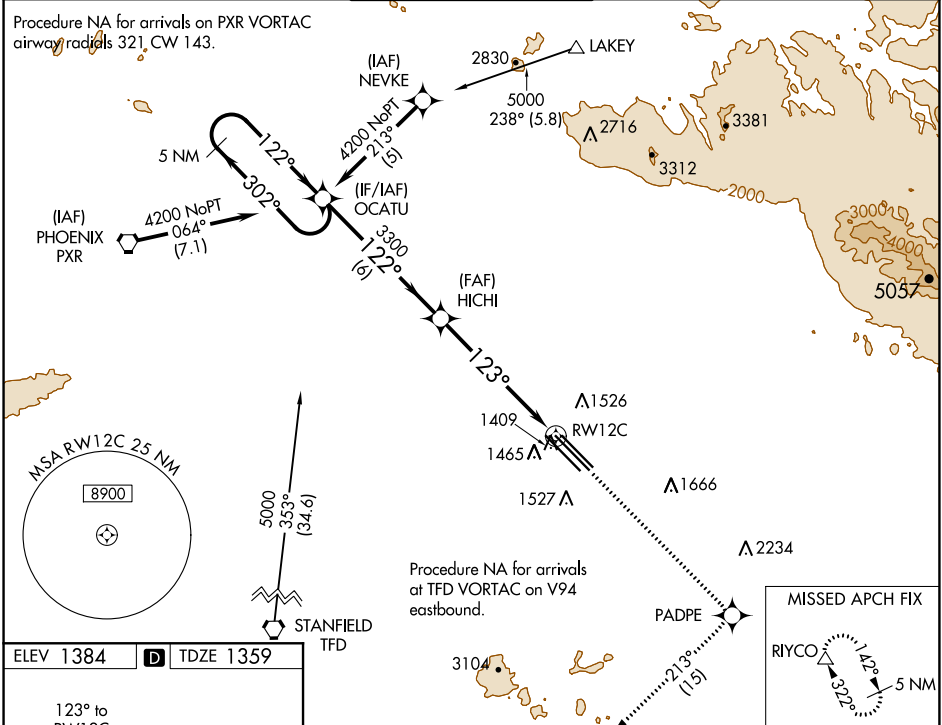 Procedure NA for arrivals on PXR VORTAC
airway radials 321 CW 143.
2830
LAKEY
(IAF)
NEVKE
5000
238° (5.8)
2716
3381
3312
2000
3000
4000
5057
4200 NoPT
213°
(5)
5 NM
122°
302°
(IF/IAF)
OCATU
(IAF)
PHOENIX
PXR
4200 NoPT
064°
(7.1)
3300
122°
(6)
(FAF)
HICHI
123°
1526
1409
RW12C
1465
1527
1666
2234
MSA RW12C 25 NM
8900
5000
353°
(34.6)
Procedure NA for arrivals
at TFD VORTAC on V94
eastbound.
STANFIELD
TFD
PADPE
213°
(15)
3104
MISSED APCH FIX
RIYCO
142°
322°
5 NM
ELEV 1384
D
TDZE 1359
123° to
RW12C